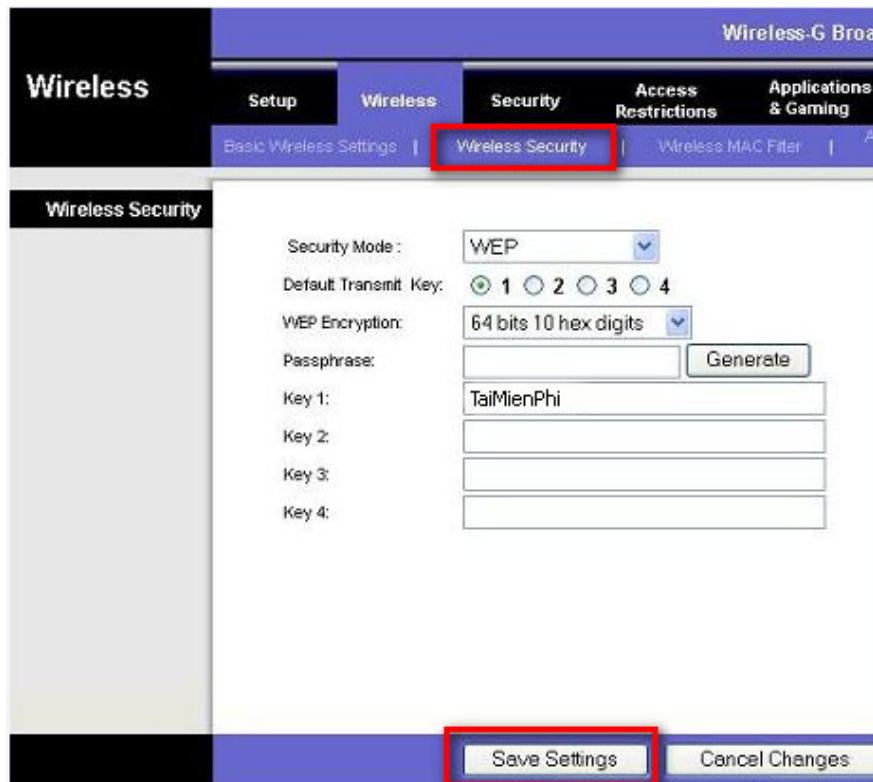 Wireless-G Broa
Wireless
Setup Wireless Security Access Restrictions Applications & Gaming
Basic Wireless Settings | Wireless Security | Wireless MAC Filter | A
Wireless Security
Security Mode : WEP
Default Transmit Key: 1 2 3 4
WEP Encryption: 64 bits 10 hex digits
Passphrase: Generate
Key 1: TaiMienPhi
Key 2:
Key 3:
Key 4:
Save Settings Cancel Changes